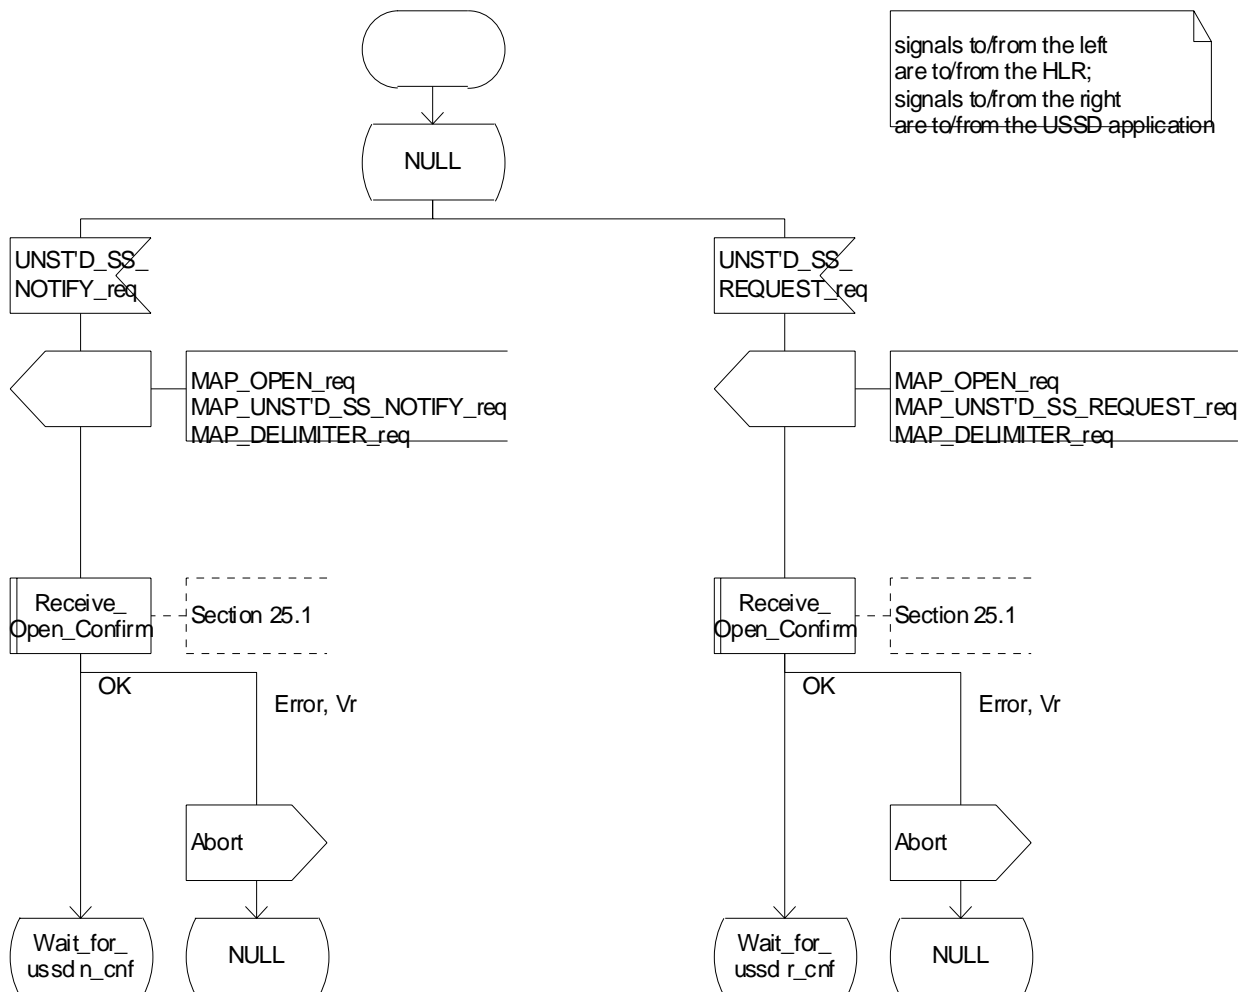 signals to/from the left
are to/from the HLR;
signals to/from the right
are to/from the USSD application
NULL
UNST'D_SS_
NOTIFY_req
UNST'D_SS_
REQUEST_req
MAP_OPEN_req
MAP_UNST'D_SS_NOTIFY_req
MAP_DELIMITER_req
MAP_OPEN_req
MAP_UNST'D_SS_REQUEST_req
MAP_DELIMITER_req
Receive_
Open_Confirm
Section 25.1
Receive_
Open_Confirm
Section 25.1
OK
Error, Vr
OK
Error, Vr
Abort
Abort
Wait_for_
ussd n_cnf
NULL
Wait_for_
ussd r_cnf
NULL